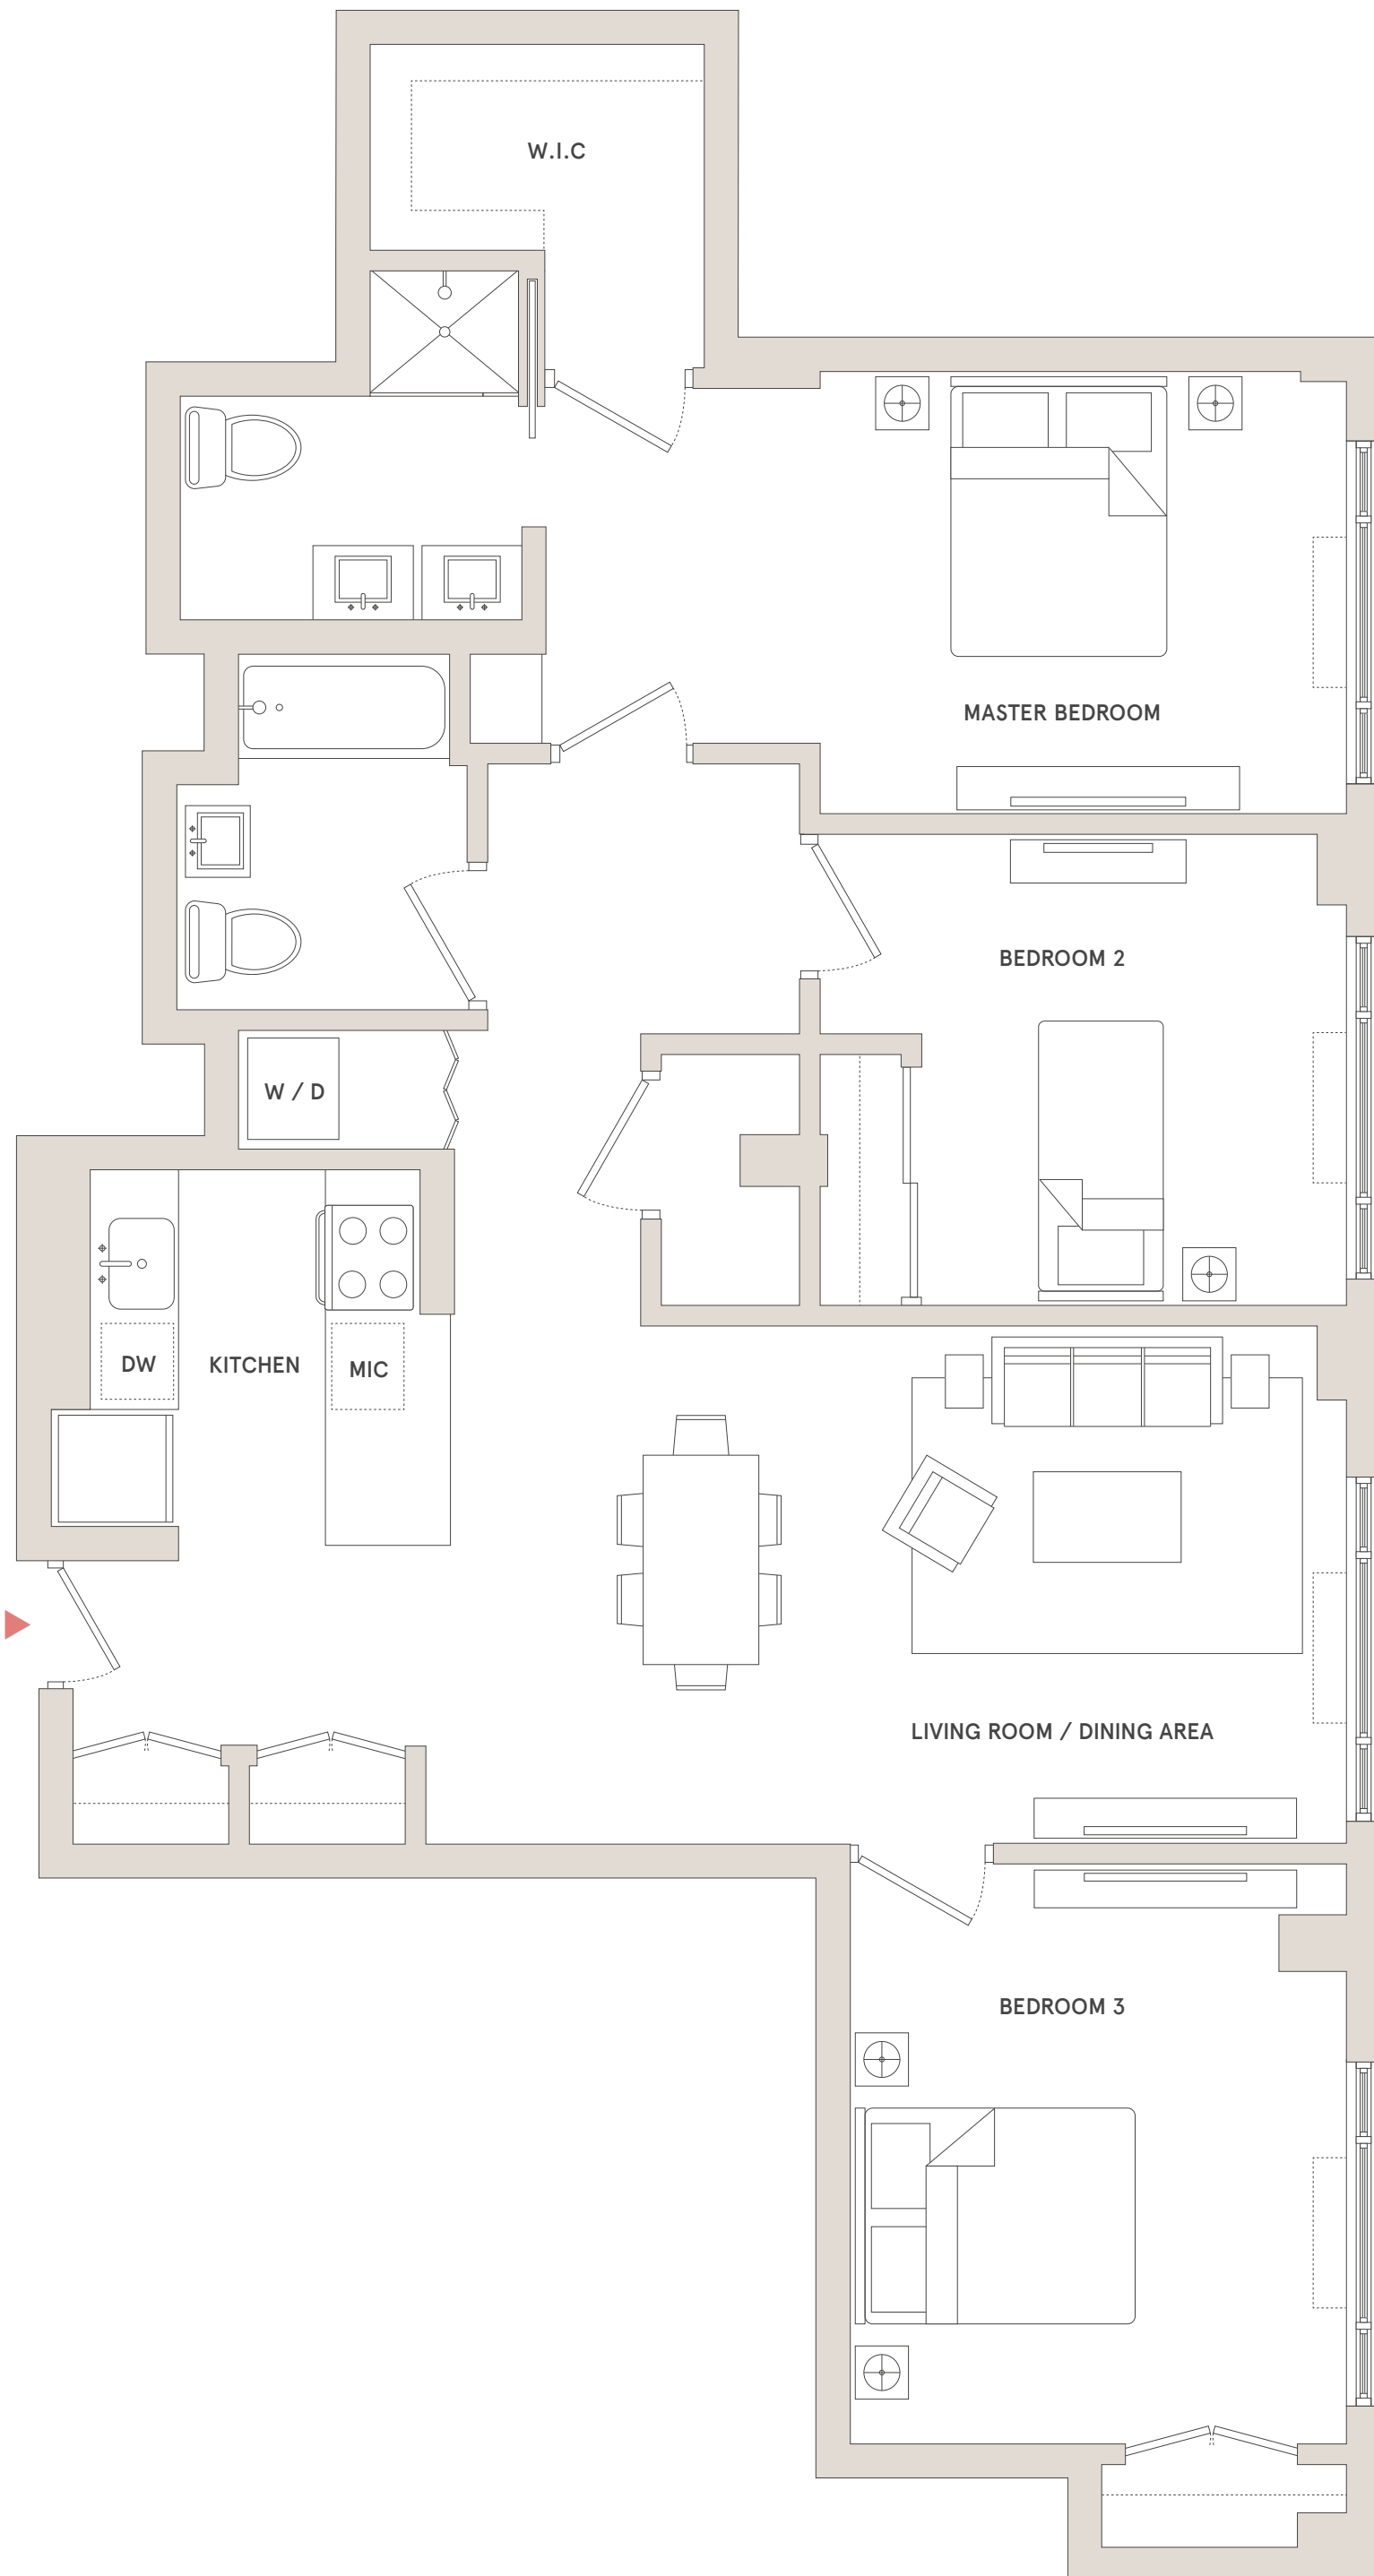 W.I.C
MASTER BEDROOM
BEDROOM 2
W / D
DW
KITCHEN
MIC
LIVING ROOM / DINING AREA
BEDROOM 3